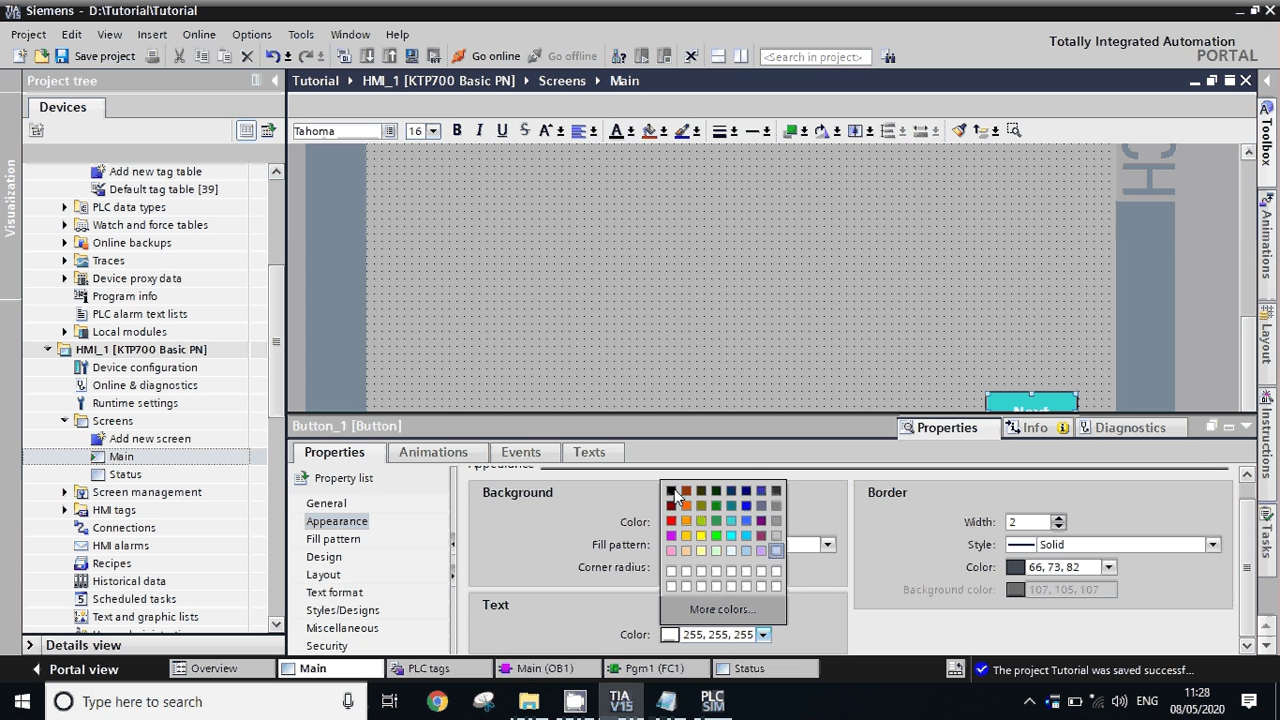 Siemens - D:\Tutorial\Tutorial
TIA V15
Project Edit View Insert Online Options Tools Window Help
Totally Integrated Automation
PORTAL
Save project
Go online
Go offline
<Search in project>
Project tree
Tutorial HMI_1 [KTP700 Basic PN] Screens Main
Devices
Tahoma
16
B I U S A
Visualization
Add new tag table
Default tag table [39]
PLC data types
Watch and force tables
Online backups
Traces
Device proxy data
Program info
PLC alarm text lists
Local modules
HMI_1 [KTP700 Basic PN]
Device configuration
Online & diagnostics
Runtime settings
Screens
Add new screen
Main
Status
Screen management
HMI tags
Connections
HMI alarms
Recipes
Historical data
Scheduled tasks
Text and graphic lists
Details view
CH
Next
Toolbox
Animations
Layout
Instructions
Tasks
Button_1 [Button]
Properties Info Diagnostics
Properties Animations Events Texts
Property list
General
Appearance
Fill pattern
Design
Layout
Text format
Styles/Designs
Miscellaneous
Security
Appearance
Background
Color:
Fill pattern:
Corner radius:
Text
Color: 255, 255, 255
More colors...
Border
Width: 2
Style: Solid
Color: 66, 73, 82
Background color: 107, 105, 107
Portal view Overview Main PLC tags Main (OB1) Pgm1 (FC1) Status
The project Tutorial was saved successf...
Type here to search
TIA V15
PLC SIM
ENG
11:28
08/05/2020